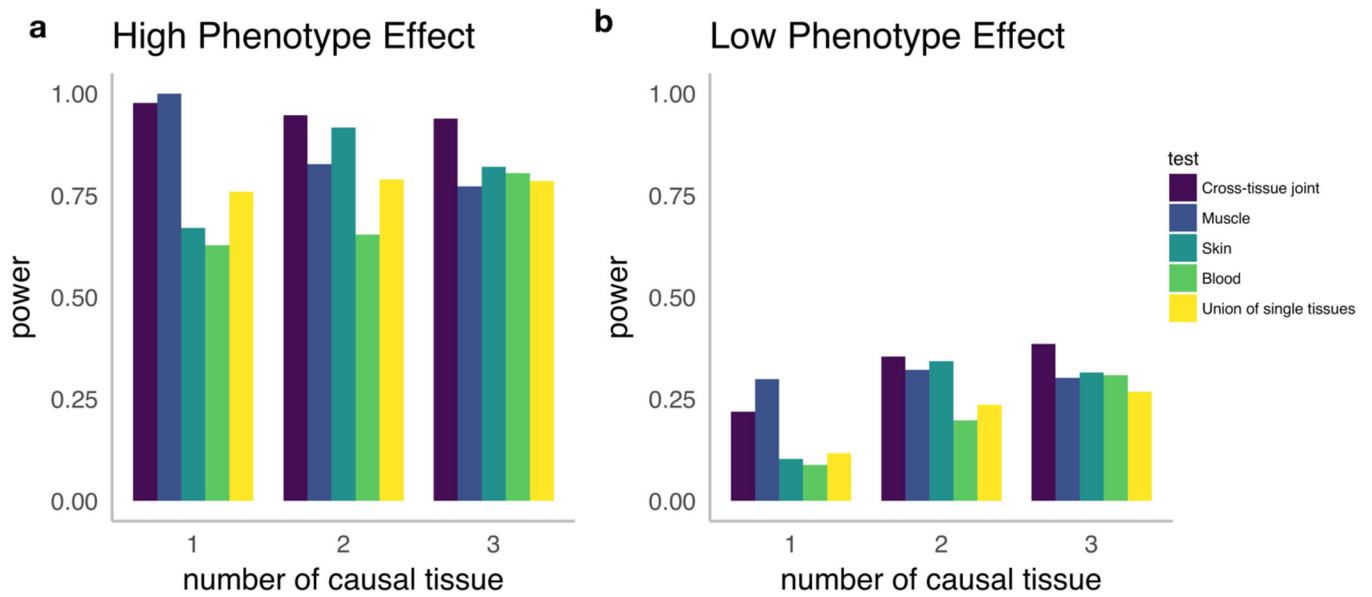 a
High Phenotype Effect
1.00
0.75
0.50
0.25
0.00
power
1 2 3
number of causal tissue
b
Low Phenotype Effect
1.00
0.75
0.50
0.25
0.00
power
1 2 3
number of causal tissue
test
Cross-tissue joint
Muscle
Skin
Blood
Union of single tissues